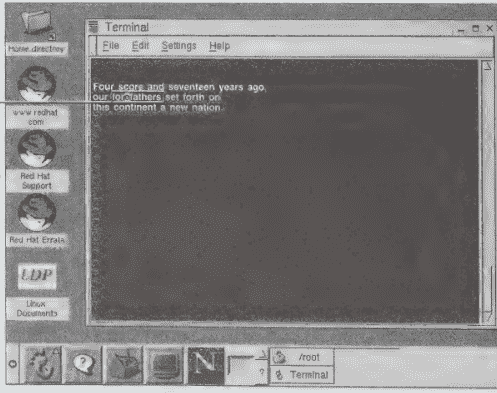 Terminal
File Edit Settings Help
Home directory
Four score and seventeen years ago,
our forfathers set forth on
this continent a new nation.
www.redhat
com
Red Hat
Support
Red Hat Errata
LDP
Linux
Documents
N
?
/root
Terminal